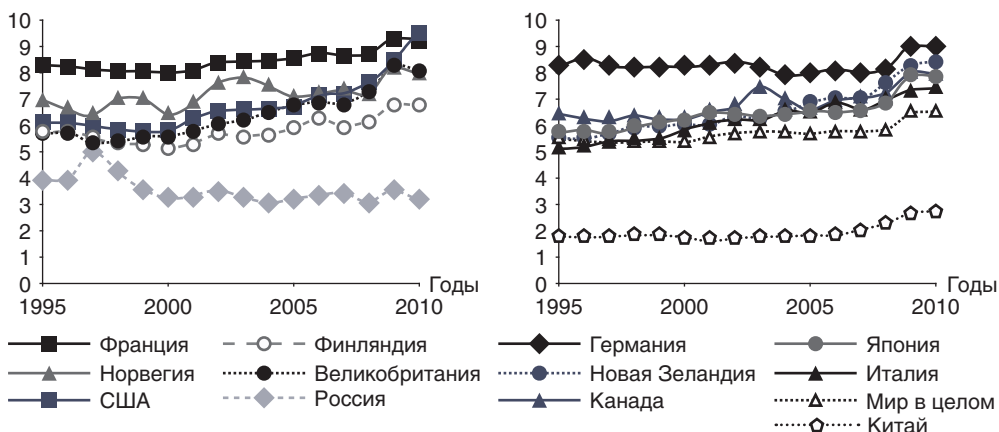 10
9
8
7
6
5
4
3
2
1
0
1995 2000 2005 2010
Годы
Франция
Норвегия
США
Финляндия
Великобритания
Россия
10
9
8
7
6
5
4
3
2
1
0
1995 2000 2005 2010
Годы
Германия
Новая Зеландия
Канада
Япония
Италия
Мир в целом
Китай